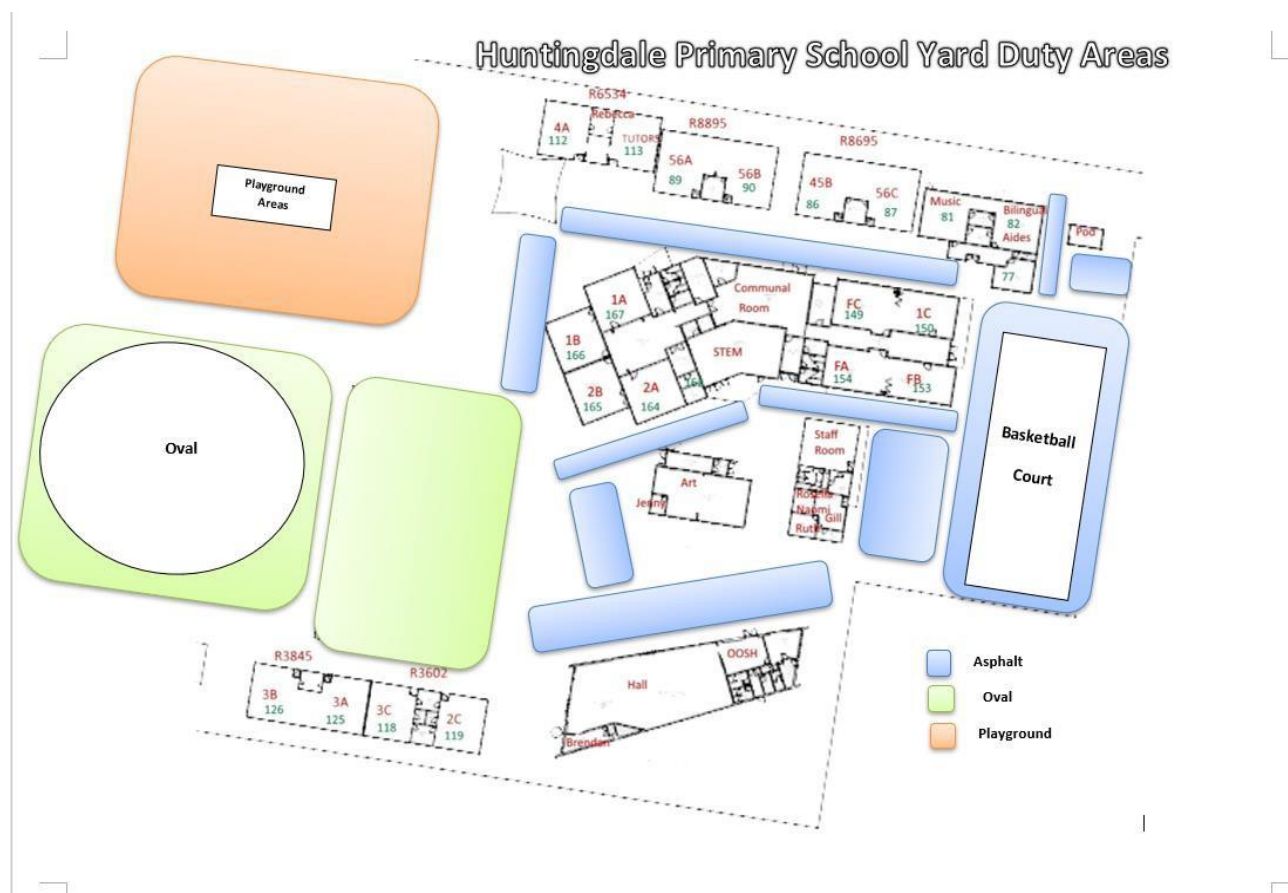 Huntingdale Primary School Yard Duty Areas
R6534
Rebecca
4A
112
TUTORS
113
R8895
56A
89
56B
90
R8695
45B
86
56C
87
Music
81
Bilingual
82
Aides
77
Pod
Playground
Areas
1A
167
1B
166
2B
165
2A
164
Communal
Room
STEM
FC
149
1C
150
FA
154
FB
153
Oval
Basketball
Court
Staff
Room
Naomi
Gill
Art
Jenny
R3845
3B
126
3A
125
R3602
3C
118
2C
119
Hall
OOSH
Brendan
Asphalt
Oval
Playground